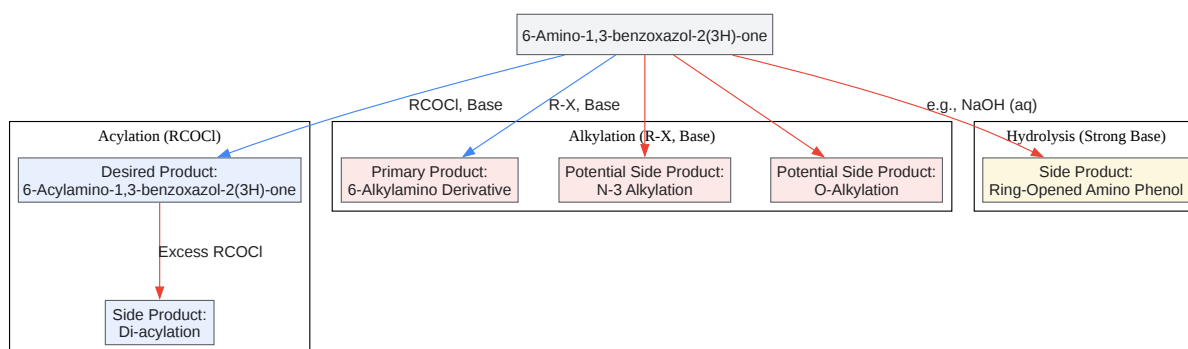 6-Amino-1,3-benzoxazol-2(3H)-one
RCOCl, Base
R-X, Base
e.g., NaOH (aq)
Acylation (RCOCl)
Alkylation (R-X, Base)
Hydrolysis (Strong Base)
Desired Product:
6-Acylamino-1,3-benzoxazol-2(3H)-one
Primary Product:
6-Alkylamino Derivative
Potential Side Product:
N-3 Alkylation
Potential Side Product:
O-Alkylation
Side Product:
Ring-Opened Amino Phenol
Excess RCOCl
Side Product:
Di-acylation